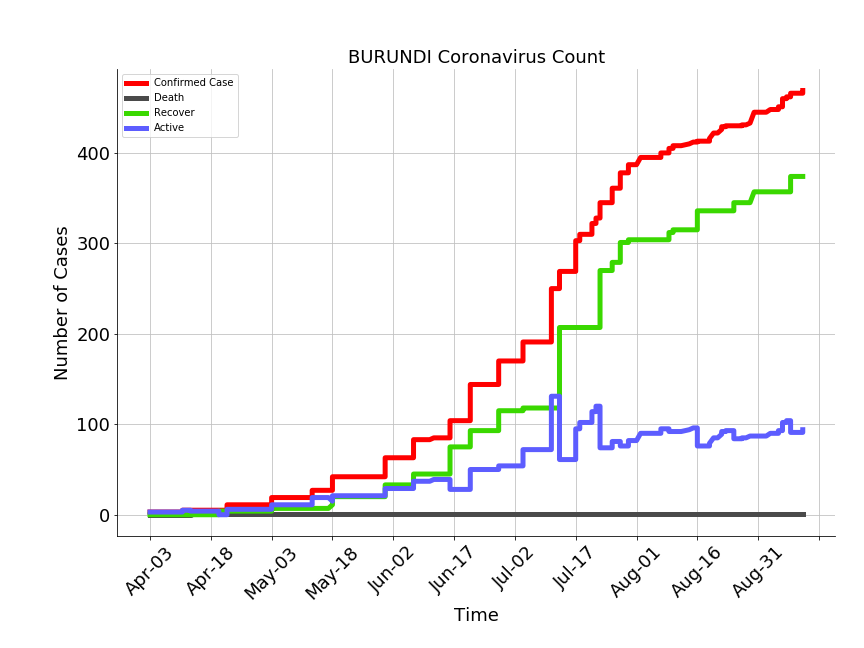 BURUNDI Coronavirus Count
Confirmed Case
Death
Recover
Active
Number of Cases
400
300
200
100
0
Apr-03
Apr-18
May-03
May-18
Jun-02
Jun-17
Jul-02
Jul-17
Aug-01
Aug-16
Aug-31
Time